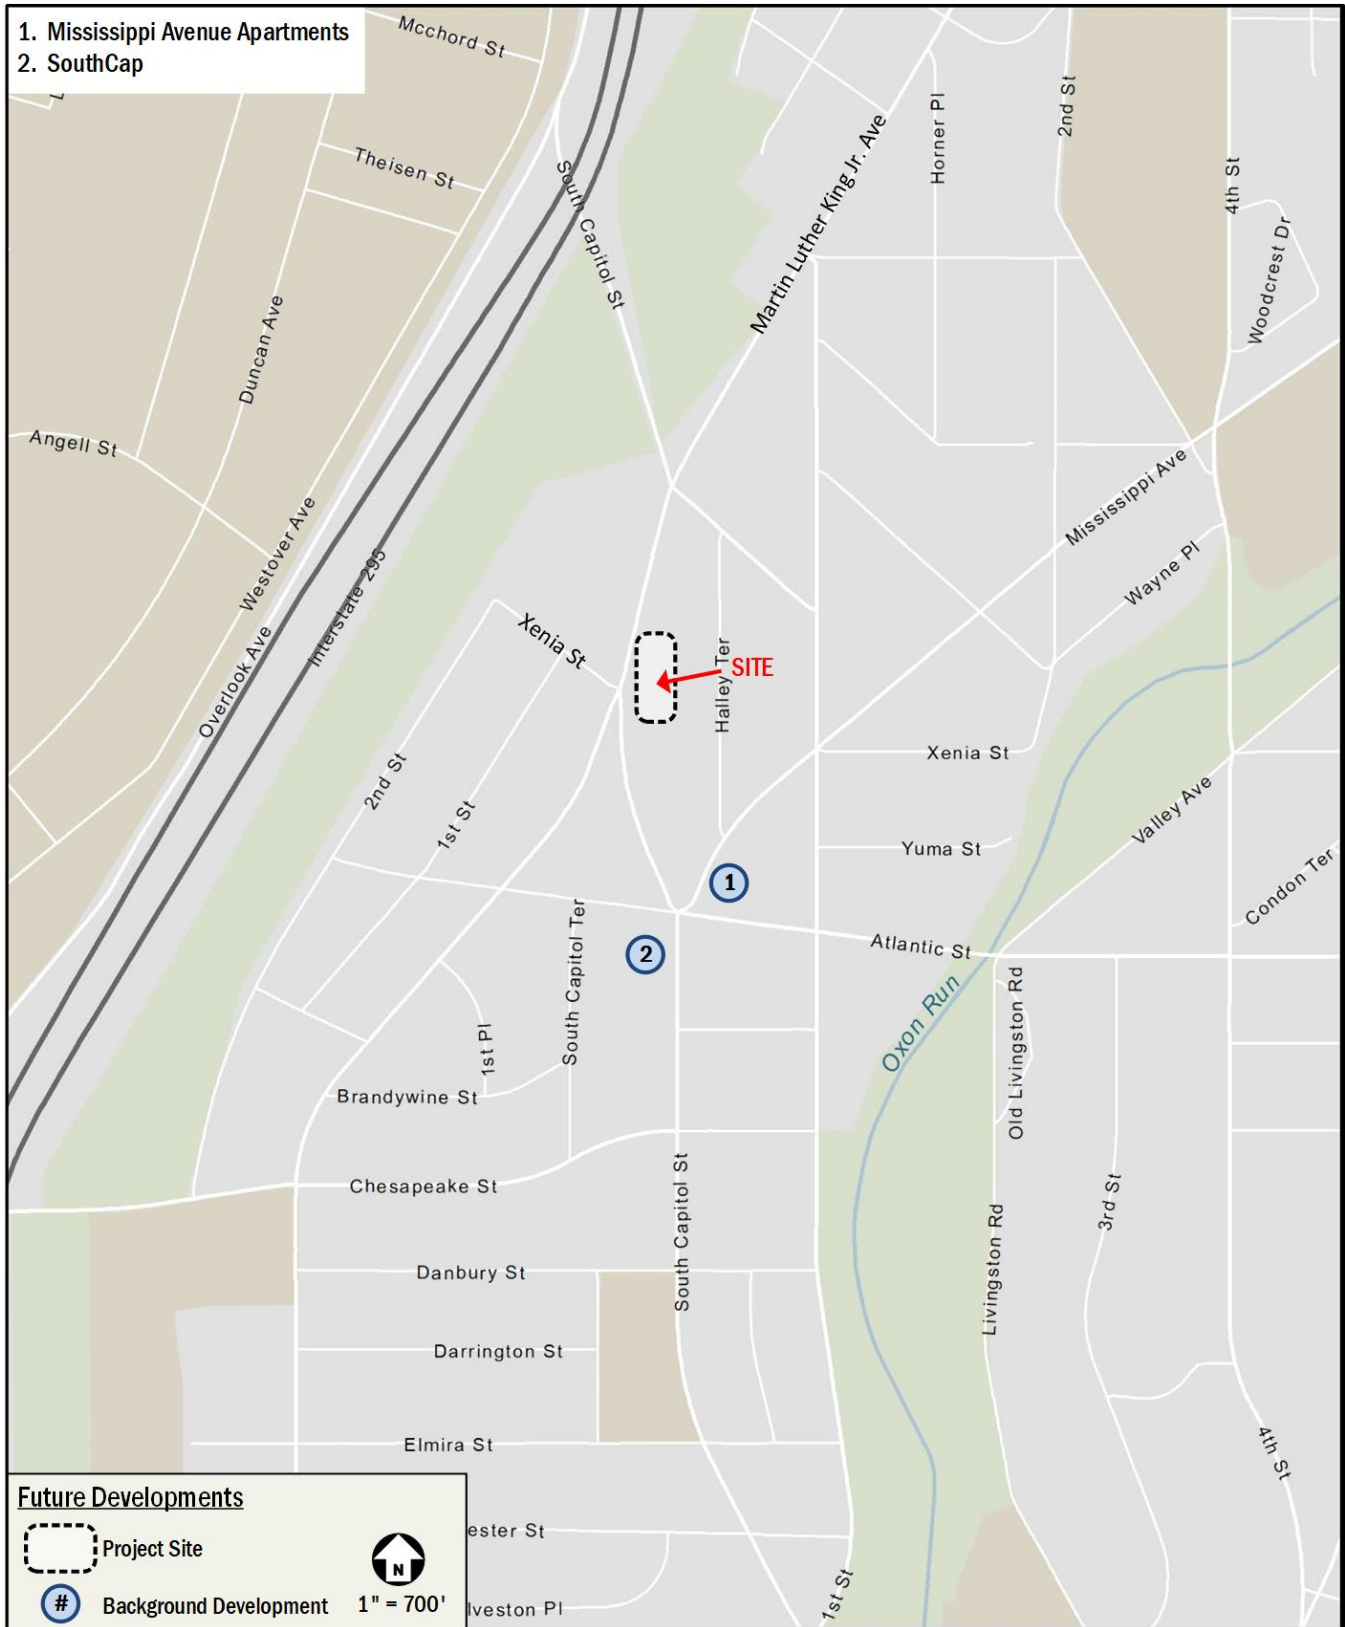 1. Mississippi Avenue Apartments
2. SouthCap
Mcchord St
Theisen St
South Capitol St
Martin Luther King Jr. Ave
Horner Pl
2nd St
4th St
Woodcrest Dr
Duncan Ave
Angell St
Westover Ave
Overlook Ave
Interstate 295
Mississippi Ave
Wayne Pl
Xenia St
SITE
Halley Ter
2nd St
1st St
Xenia St
Yuma St
Valley Ave
Condon Ter
1
2
Atlantic St
South Capitol Ter
Oxon Run
Old Livingston Rd
1st Pl
Brandywine St
Chesapeake St
South Capitol St
3rd St
Livingston Rd
Danbury St
Darrington St
Elmira St
4th St
ester St
lveston Pl
1st St
Future Developments
Project Site
N
# Background Development
1" = 700'